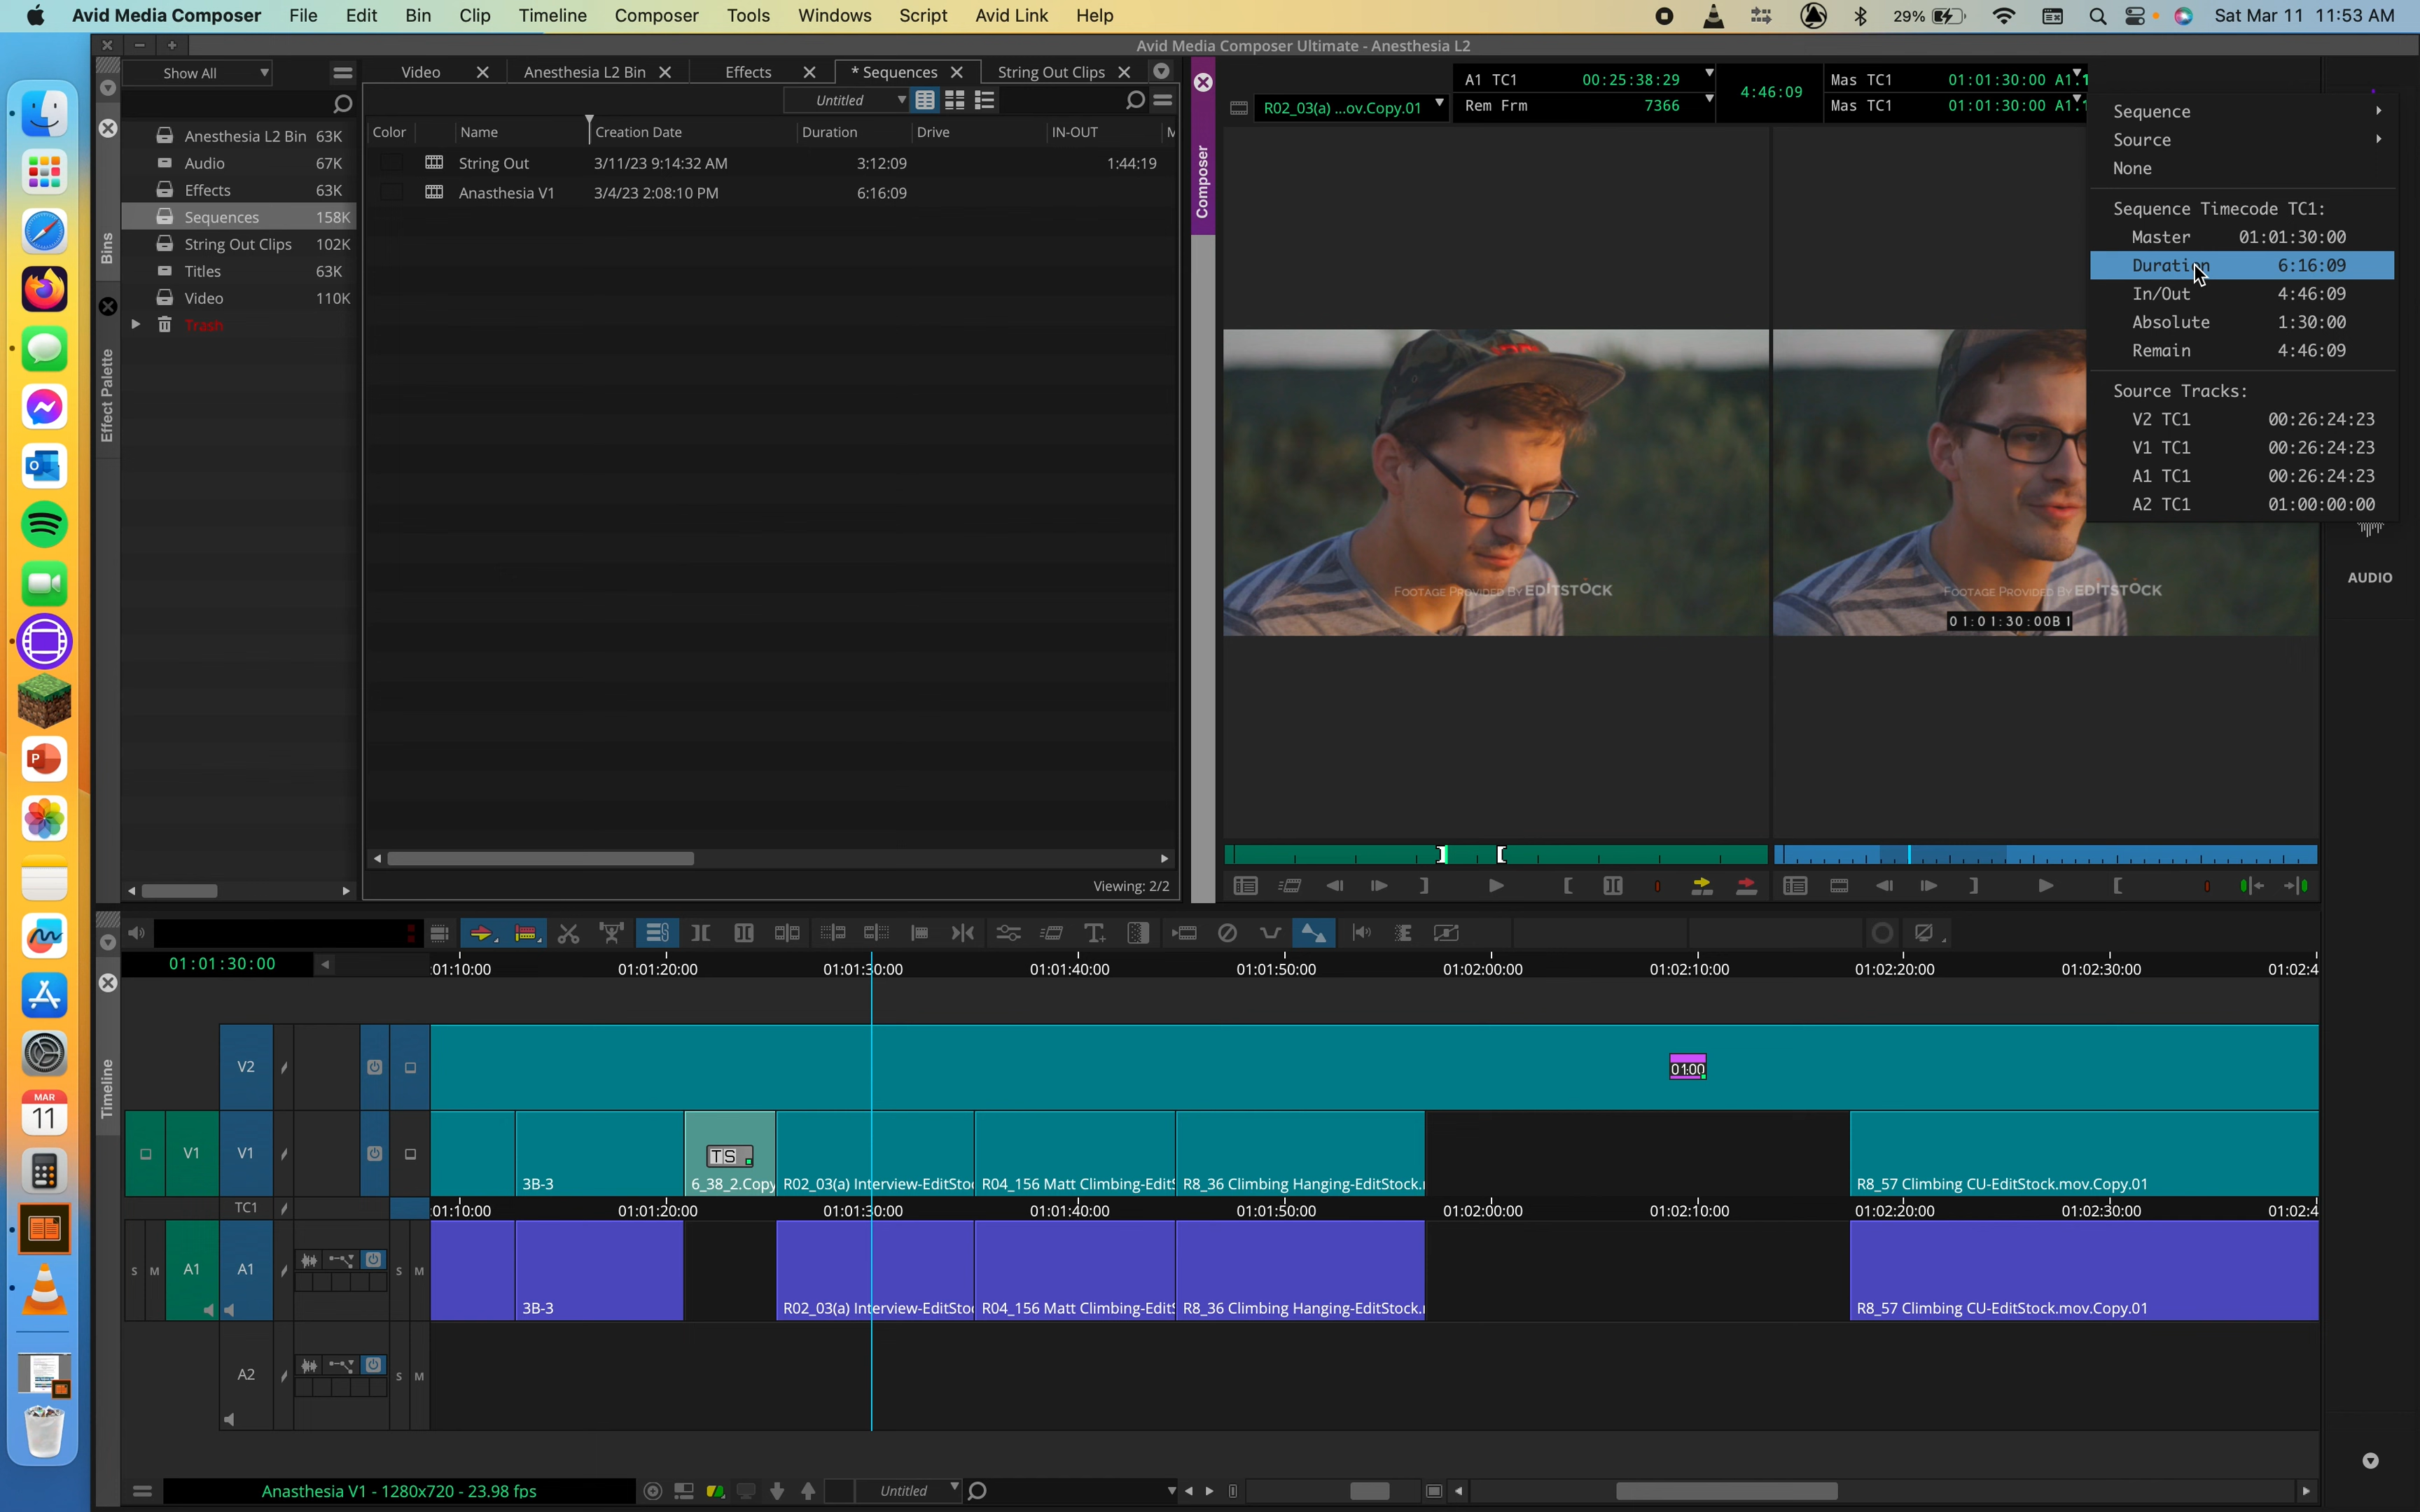 Avid Media Composer File Edit Bin Clip Timeline Composer Tools Windows Script Avid Link Help
29% Sat Mar 11 11:53 AM
Avid Media Composer Ultimate - Anesthesia L2
Show All
Video Anesthesia L2 Bin Effects * Sequences String Out Clips
Untitled
Color Name Creation Date Duration Drive IN-OUT M
String Out 3/11/23 9:14:32 AM 3:12:09 1:44:19
Anasthesia V1 3/4/23 2:08:10 PM 6:16:09
Anesthesia L2 Bin 63K
Audio 67K
Effects 63K
Sequences 158K
String Out Clips 102K
Titles 63K
Video 110K
Trash
Bins
Effect Palette
Viewing: 2/2
Composer
R02_03(a) ...ov.Copy.01
A1 TC1 00:25:38:29
Rem Frm 7366
4:46:09
Mas TC1 01:01:30:00 A1:1
Mas TC1 01:01:30:00 A1:1
Sequence
Source
None
Sequence Timecode TC1:
Master 01:01:30:00
Duration 6:16:09
In/Out 4:46:09
Absolute 1:30:00
Remain 4:46:09
Source Tracks:
V2 TC1 00:26:24:23
V1 TC1 00:26:24:23
A1 TC1 00:26:24:23
A2 TC1 01:00:00:00
AUDIO
FOOTAGE PROVIDED BY EDITSTOCK
FOOTAGE PROVIDED BY EDITSTOCK
01:01:30:00B1
Timeline
01:01:30:00
:01:10:00 01:01:20:00 01:01:30:00 01:01:40:00 01:01:50:00 01:02:00:00 01:02:10:00 01:02:20:00 01:02:30:00 01:02:4
V2
01:00
V1 V1
TS
3B-3 6_38_2.Copy R02_03(a) Interview-EditSto R04_156 Matt Climbing-EditS R8_36 Climbing Hanging-EditStock. R8_57 Climbing CU-EditStock.mov.Copy.01
TC1
:01:10:00 01:01:20:00 01:01:30:00 01:01:40:00 01:01:50:00 01:02:00:00 01:02:10:00 01:02:20:00 01:02:30:00 01:02:4
S M A1 A1 S M
3B-3 R02_03(a) Interview-EditSto R04_156 Matt Climbing-EditS R8_36 Climbing Hanging-EditStock. R8_57 Climbing CU-EditStock.mov.Copy.01
A2 S M
Anasthesia V1 - 1280x720 - 23.98 fps
Untitled
MAR
11